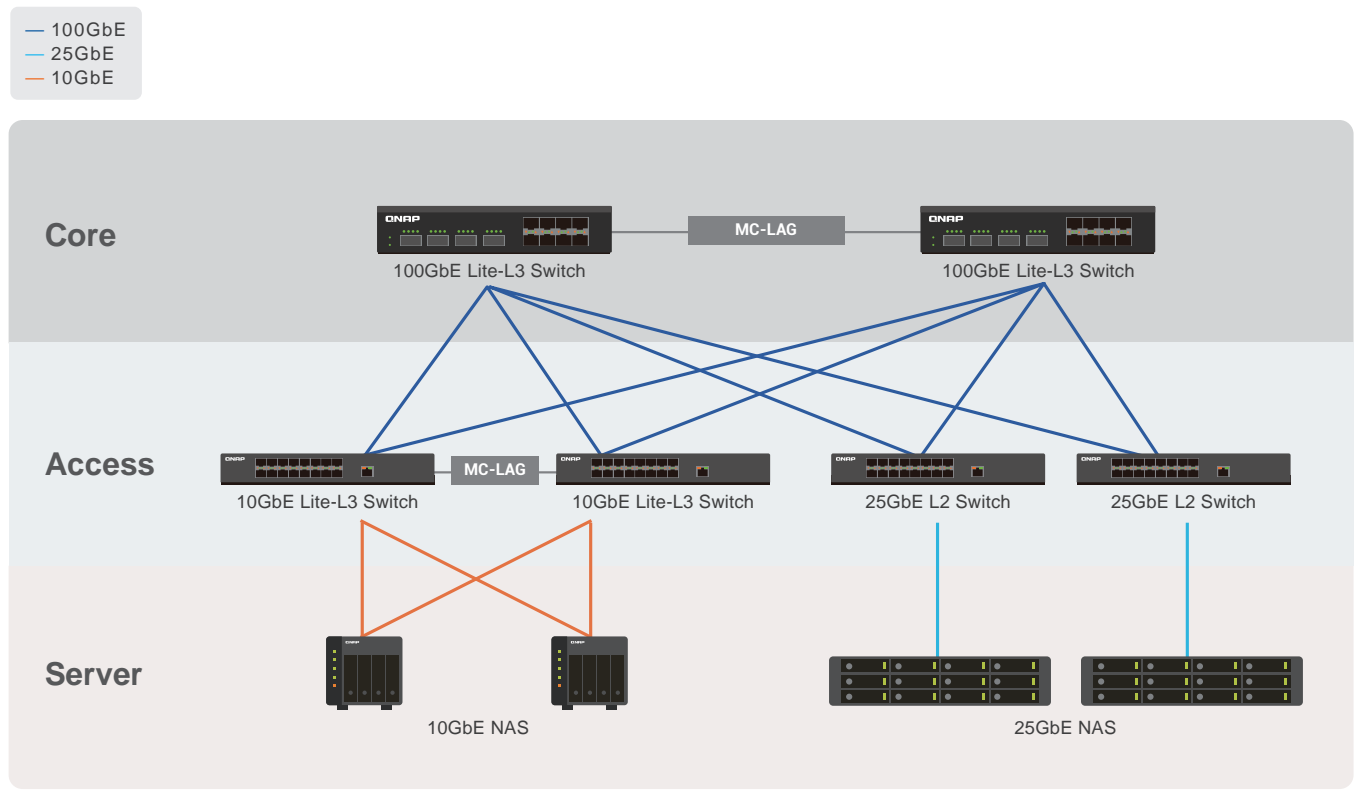 100GbE
25GbE
10GbE
Core
QNAP
QNAP
MC-LAG
100GbE Lite-L3 Switch
100GbE Lite-L3 Switch
Access
QNAP
QNAP
QNAP
QNAP
MC-LAG
10GbE Lite-L3 Switch
10GbE Lite-L3 Switch
25GbE L2 Switch
25GbE L2 Switch
Server
QNAP
QNAP
10GbE NAS
25GbE NAS